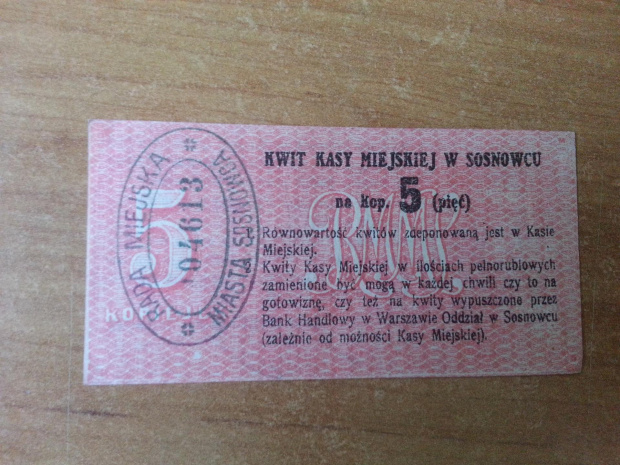 KWIT KASY MIEJSKIEJ W SOSNOWCU
na Kop. 5 (pięć)
1. Równowartość kwitów zdeponowaną jest w Kasie
Miejskiej.
2. Kwity Kasy Miejskiej w ilościach pełnorublowych
zamienione być mogą w każdej chwili czy to na
gotowiznę, czy też na kwity wypuszczone przez
Bank Handlowy w Warszawie Oddział w Sosnowcu
(zależnie od możności Kasy Miejskiej).
RADA MIEJSKA
MIASTA SOSNOWCA
04613
5